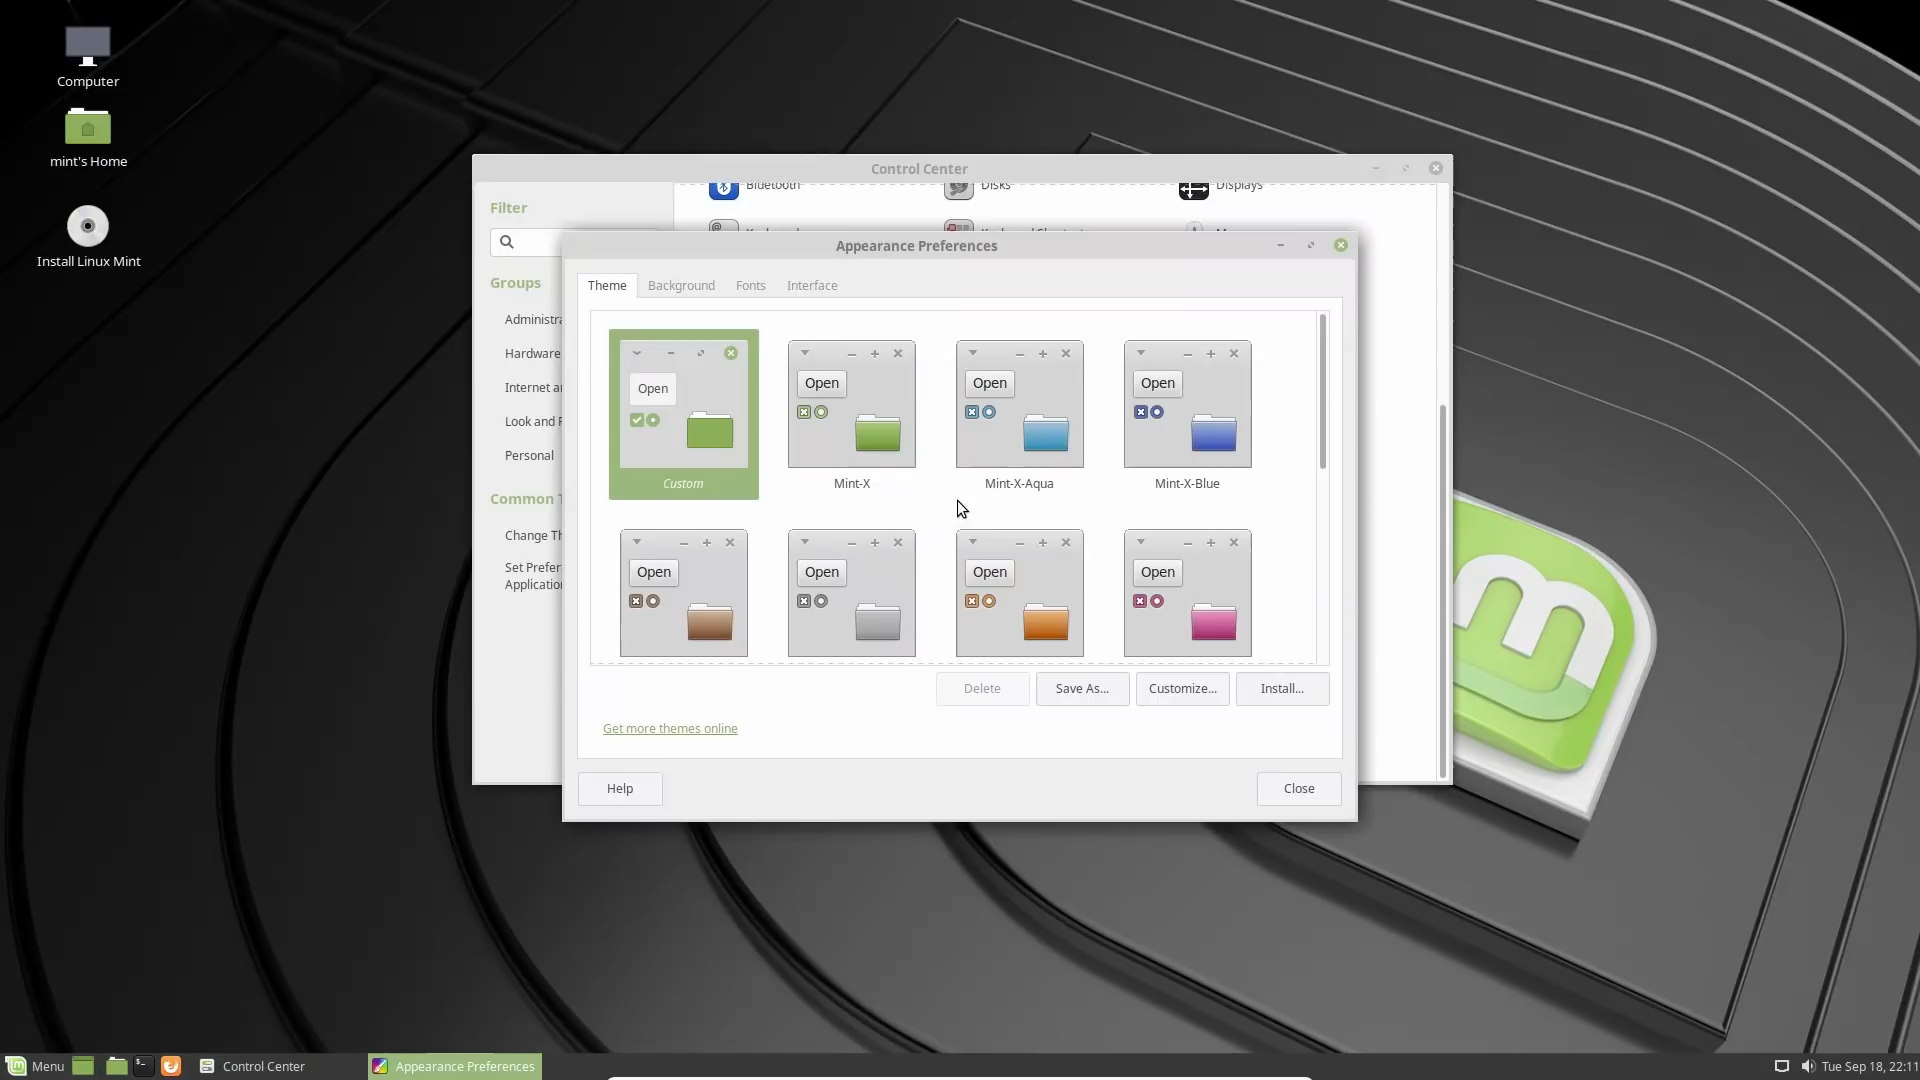 Computer
mint's Home
Install Linux Mint
Control Center
Filter
Bluetooth
Disks
Displays
Groups
Administra
Hardware
Internet a
Look and F
Personal
Common T
Change Th
Set Prefer
Applicatio
Appearance Preferences
Theme
Background
Fonts
Interface
Open
Custom
Open
Mint-X
Open
Mint-X-Aqua
Open
Mint-X-Blue
Open
Open
Open
Open
Delete
Save As...
Customize...
Install...
Get more themes online
Help
Close
Menu
Control Center
Appearance Preferences
Tue Sep 18, 22:11